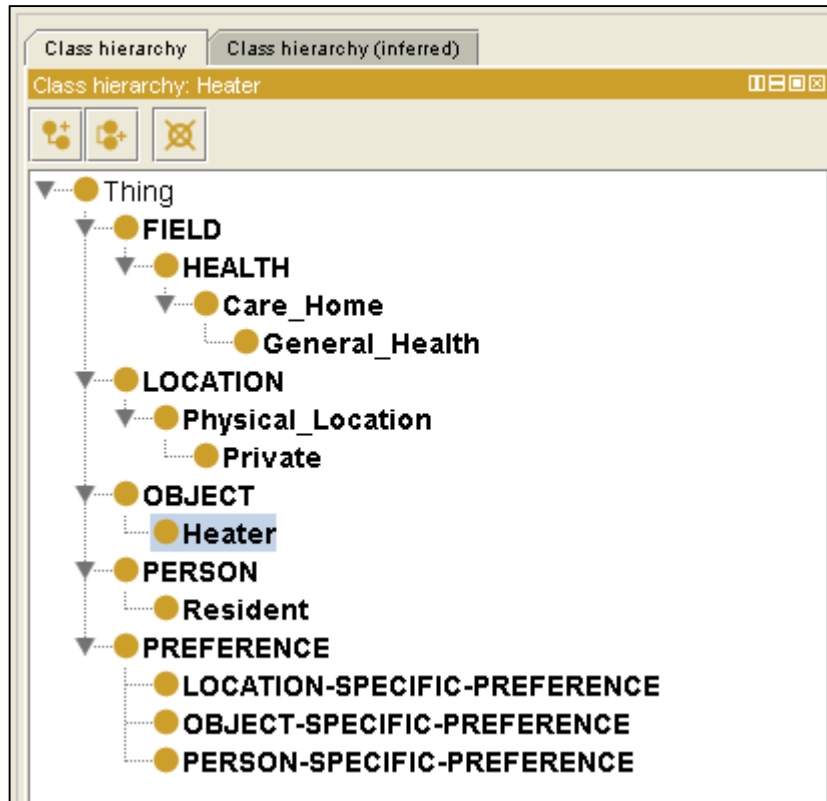 Class hierarchy Class hierarchy (inferred)
Class hierarchy: Heater
Thing
FIELD
HEALTH
Care_Home
General_Health
LOCATION
Physical_Location
Private
OBJECT
Heater
PERSON
Resident
PREFERENCE
LOCATION-SPECIFIC-PREFERENCE
OBJECT-SPECIFIC-PREFERENCE
PERSON-SPECIFIC-PREFERENCE